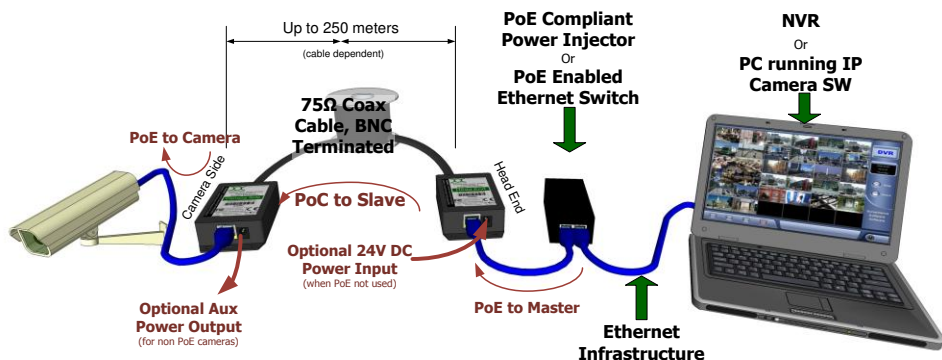 Up to 250 meters
(cable dependent)
PoE Compliant
Power Injector
Or
PoE Enabled
Ethernet Switch
NVR
Or
PC running IP
Camera SW
75Ω Coax
Cable, BNC
Terminated
PoE to Camera
Camera Side
PoC to Slave
Head End
DVR
Optional 24V DC
Power Input
(when PoE not used)
Optional Aux
Power Output
(for non PoE cameras)
PoE to Master
Ethernet
Infrastructure